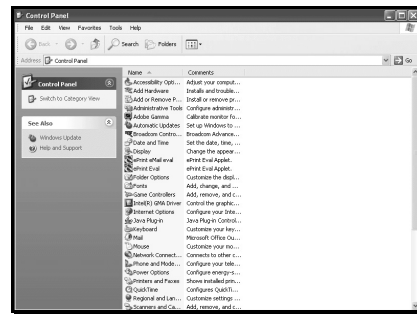 Control Panel
File Edit View Favorites Tools Help
Back Search Folders
Address Control Panel Go
Control Panel
Switch to Category View
See Also
Windows Update
Help and Support
Name Comments
Accessibility Opti... Adjust your comput...
Add Hardware Installs and trouble...
Add or Remove P... Install or remove pr...
Administrative Tools Configure administr...
Adobe Gamma Calibrate monitor fo...
Automatic Updates Set up Windows to ...
Broadcom Contro... Broadcom Advance...
Date and Time Set the date, time, ...
Display Change the appear...
ePrint eMail eval ePrint Eval Applet.
ePrint Eval ePrint Eval Applet.
Folder Options Customize the displ...
Fonts Add, change, and ...
Game Controllers Add, remove, and c...
Intel(R) GMA Driver Control the graphic...
Internet Options Configure your Inte...
Java Plug-in Java Plug-in Control...
Keyboard Customize your key...
Mail Microsoft Office Ou...
Mouse Customize your mo...
Network Connect... Connects to other c...
Phone and Mode... Configure your tele...
Power Options Configure energy-s...
Printers and Faxes Shows installed prin...
QuickTime Configures QuickTi...
Regional and Lan... Customize settings ...
Scanners and Ca... Add, remove, and c...